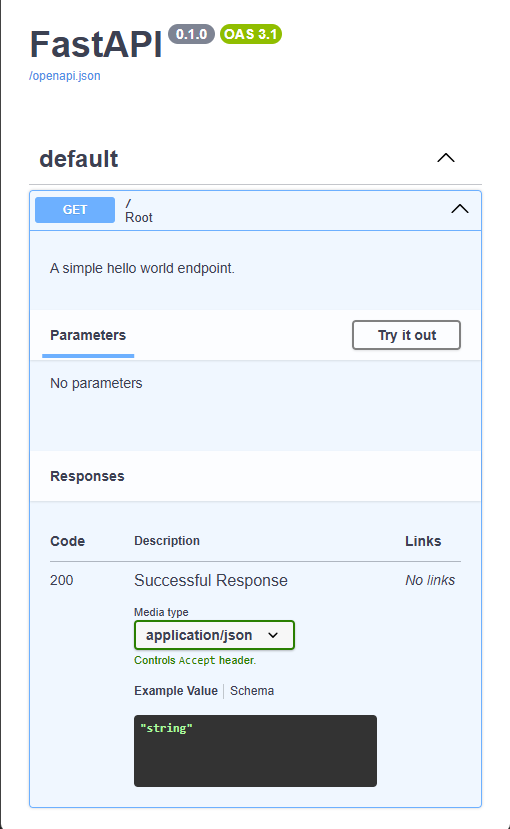 FastAPI 0.1.0 OAS 3.1
/openapi.json
default
GET / Root
A simple hello world endpoint.
Parameters Try it out
No parameters
Responses
Code Description Links
200 Successful Response No links
Media type
application/json
Controls Accept header.
Example Value Schema
"string"